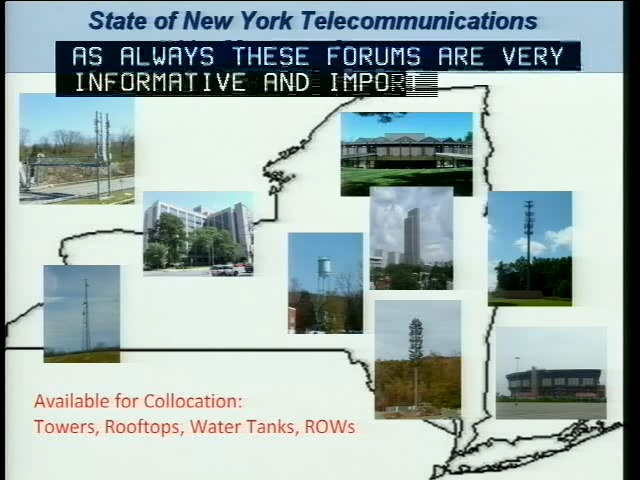 State of New York Telecommunications
AS ALWAYS THESE FORUMS ARE VERY
INFORMATIVE AND IMPORT
Available for Collocation:
Towers, Rooftops, Water Tanks, ROWs